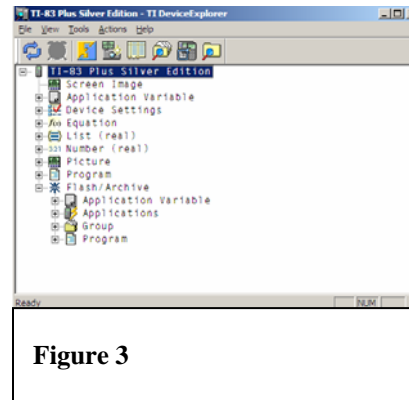 TI-83 Plus Silver Edition - TI DeviceExplorer
File View Tools Actions Help
TI-83 Plus Silver Edition
Screen Image
Application Variable
Device Settings
Equation
List (real)
Number (real)
Picture
Program
Flash/Archive
Application Variable
Applications
Group
Program
Ready NUM
Figure 3